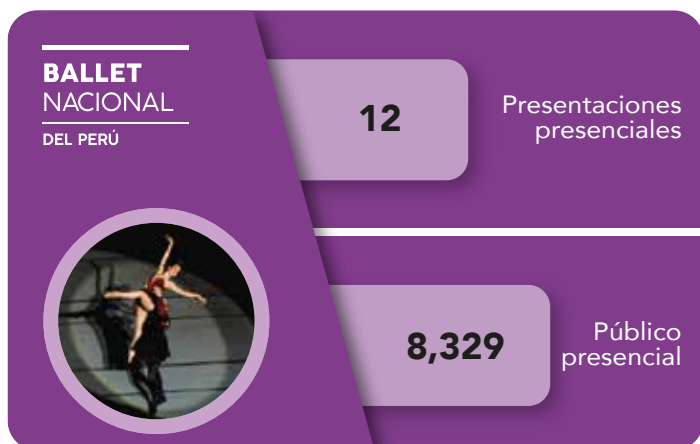 BALLET
NACIONAL
DEL PERÚ
12
Presentaciones
presenciales
8,329
Público
presencial